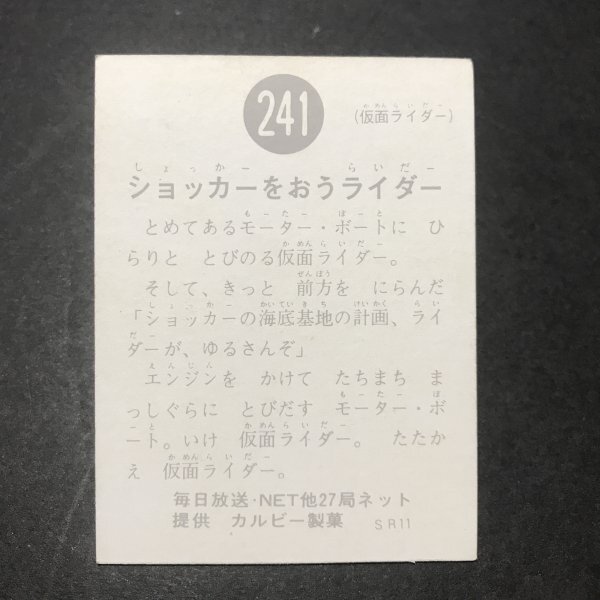 241
(仮面ライダー)
ショッカーをおうライダー
とめてあるモーター・ボートに ひ
らりと とびのる仮面ライダー。
そして、きっと 前方を にらんだ
「ショッカーの海底基地の計画、ライ
ダーが、ゆるさんぞ」
エンジンを かけて たちまち ま
っしぐらに とびだす モーター・ボ
ート。いけ 仮面ライダー。 たたか
え 仮面ライダー。
毎日放送・NET他27局ネット
提供 カルビー製菓 SR11